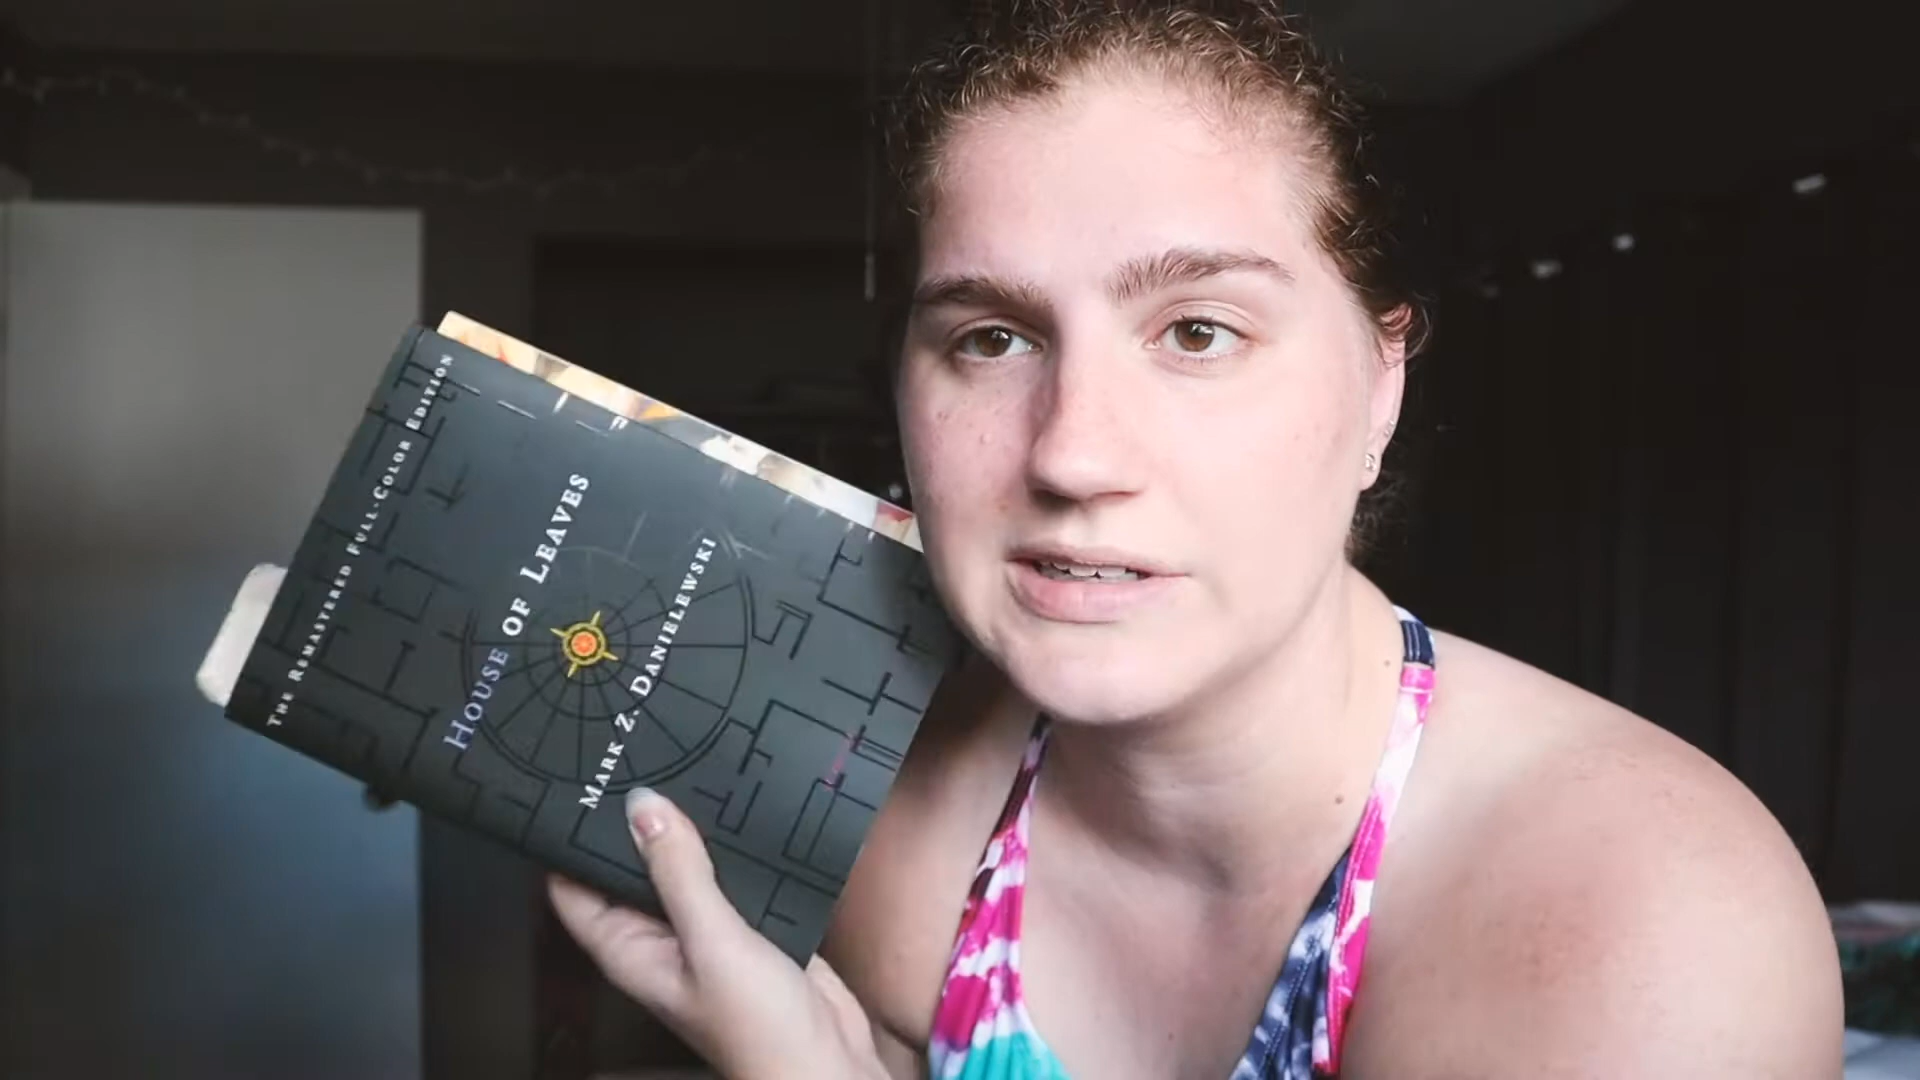 THE REMASTERED FULL-COLOR EDITION
HOUSE OF LEAVES
MARK Z. DANIELEWSKI